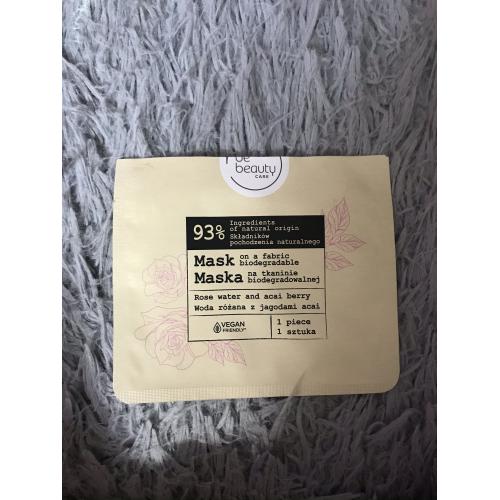 be
beauty
CARE
93%
Ingredients
of natural origin
Składników
pochodzenia naturalnego
Mask on a fabric
biodegradable
Maska na tkaninie
biodegradowalnej
Rose water and acai berry
Woda różana z jagodami acai
VEGAN
FRIENDLY
1 piece
1 sztuka